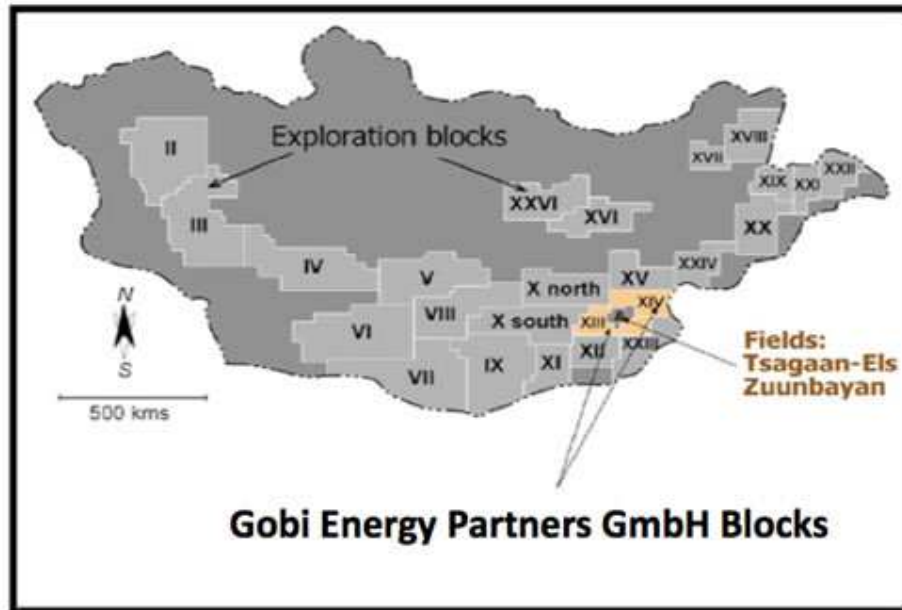 II
Exploration blocks
XVIII
XVII
XXII
XIX
XXI
XXVI
XVI
III
XX
IV
XXIV
V
XV
X north
XIV
N
VIII
X south
XIII
VI
XII
XXIII
IX
XI
S
VII
Fields:
Tsagaan-Els
Zuunbayan
500 kms
Gobi Energy Partners GmbH Blocks